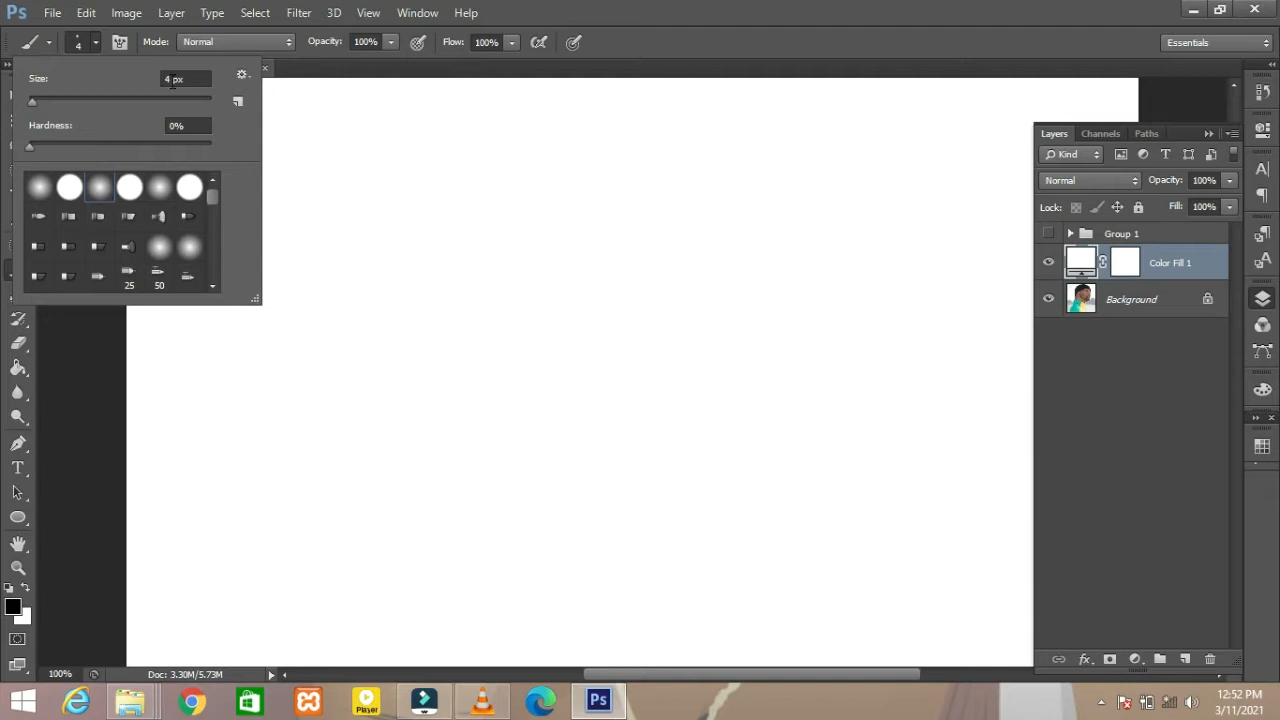 Ps File Edit Image Layer Type Select Filter 3D View Window Help
4 Mode: Normal Opacity: 100% Flow: 100% Essentials
Size: 4 px
Hardness: 0%
25 50
Layers Channels Paths
Kind
Normal Opacity: 100%
Lock: Fill: 100%
Group 1
Color Fill 1
Background
100% Doc: 3.30M/5.73M
Player Ps
12:52 PM
3/11/2021